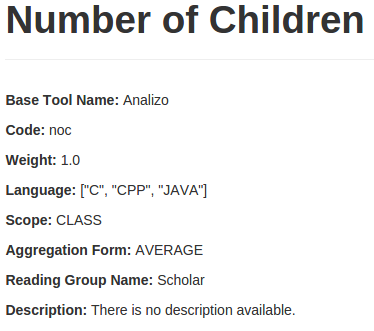 Number of Children
Base Tool Name: Analizo
Code: noc
Weight: 1.0
Language: ["C", "CPP", "JAVA"]
Scope: CLASS
Aggregation Form: AVERAGE
Reading Group Name: Scholar
Description: There is no description available.